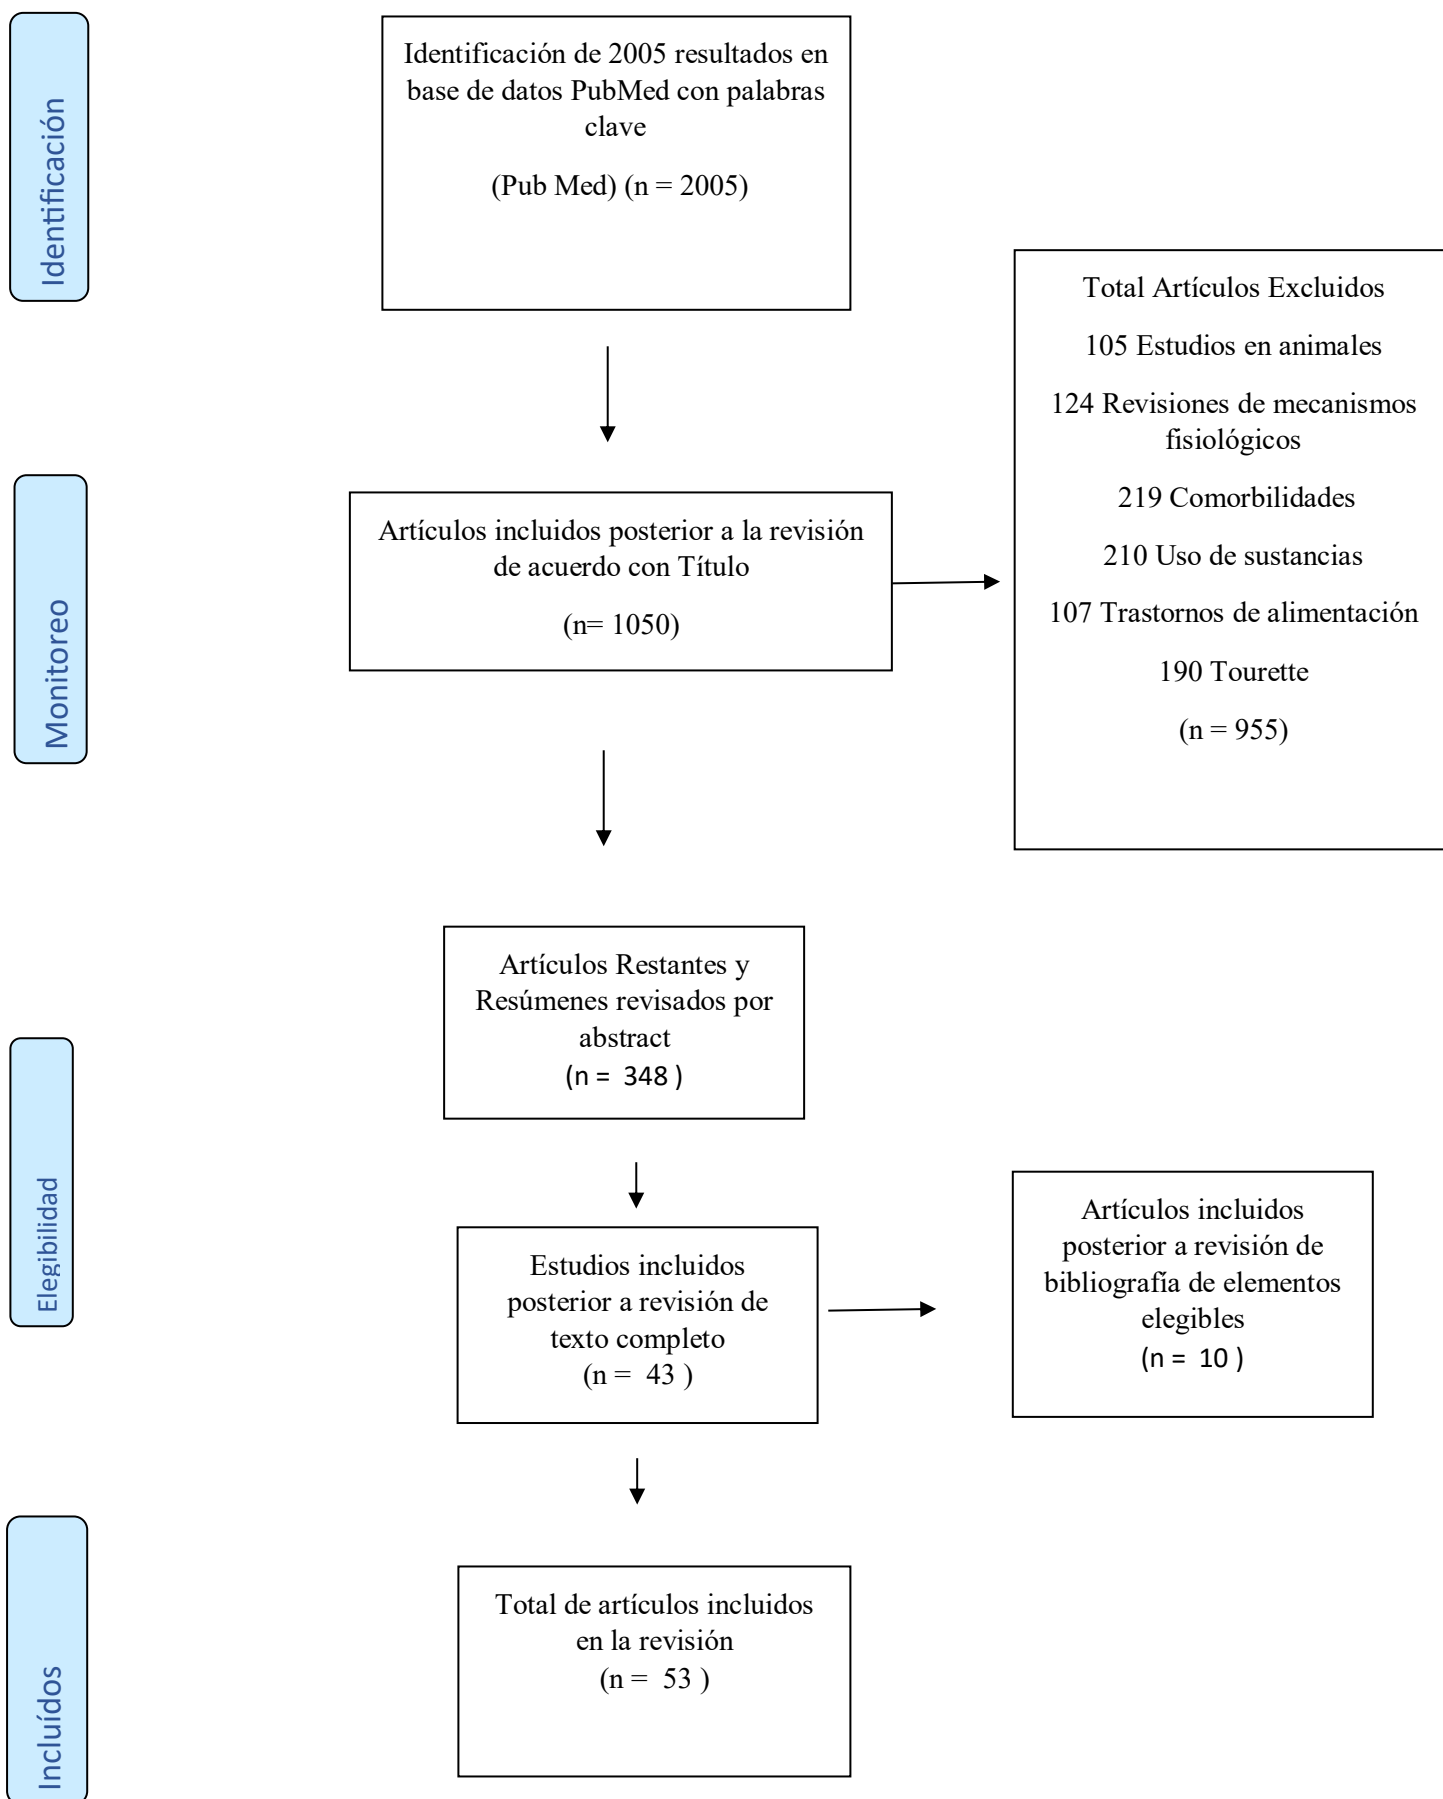 Identificación
Identificación de 2005 resultados en
base de datos PubMed con palabras
clave
(Pub Med) (n = 2005)
Total Artículos Excluidos
105 Estudios en animales
124 Revisiones de mecanismos
fisiológicos
219 Comorbilidades
210 Uso de sustancias
107 Trastornos de alimentación
190 Tourette
(n = 955)
Monitoreo
Artículos incluidos posterior a la revisión
de acuerdo con Título
(n= 1050)
Artículos Restantes y
Resúmenes revisados por
abstract
(n = 348 )
Elegibilidad
Estudios incluidos
posterior a revisión de
texto completo
(n = 43 )
Artículos incluidos
posterior a revisión de
bibliografía de elementos
elegibles
(n = 10 )
Incluídos
Total de artículos incluidos
en la revisión
(n = 53 )